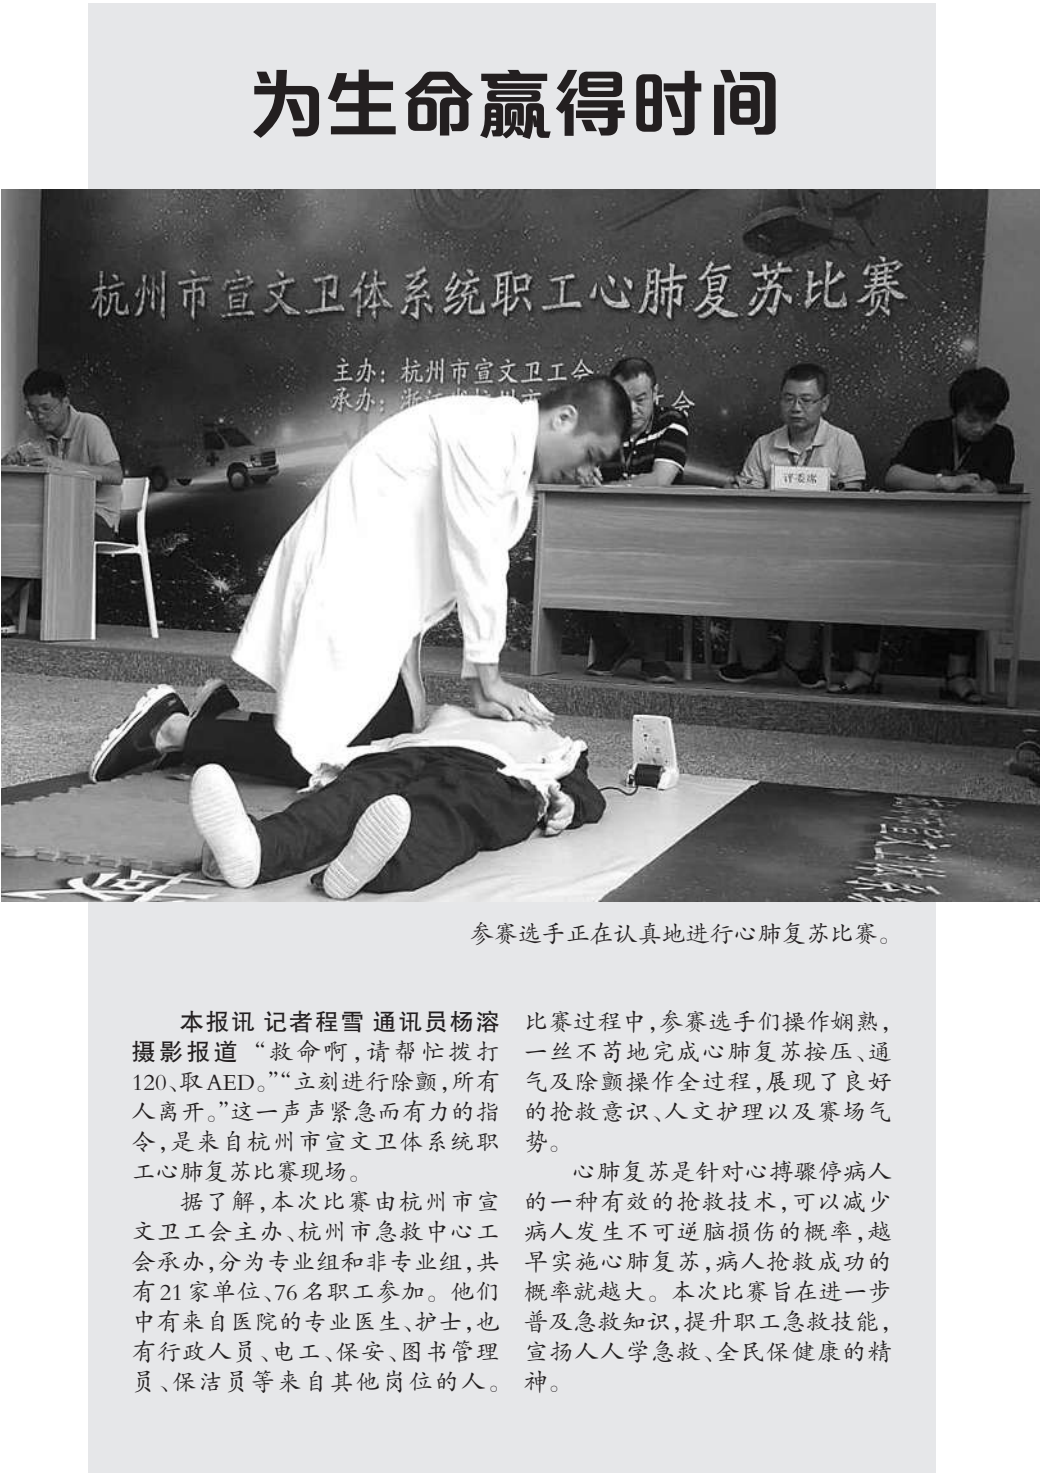 为生命赢得时间
杭州市宣文卫体系统职工心肺复苏比赛
主办：杭州市宣文卫工会
承办：浙江省杭州市
会
评委席
参赛选手正在认真地进行心肺复苏比赛。
本报讯 记者程雪 通讯员杨溶
摄影报道 “救命啊，请帮忙拨打
120、取AED。”“立刻进行除颤，所有
人离开。”这一声声紧急而有力的指
令，是来自杭州市宣文卫体系统职
工心肺复苏比赛现场。
据了解，本次比赛由杭州市宣
文卫工会主办、杭州市急救中心工
会承办，分为专业组和非专业组，共
有21家单位、76名职工参加。他们
中有来自医院的专业医生、护士，也
有行政人员、电工、保安、图书管理
员、保洁员等来自其他岗位的人。
比赛过程中，参赛选手们操作娴熟，
一丝不苟地完成心肺复苏按压、通
气及除颤操作全过程，展现了良好
的抢救意识、人文护理以及赛场气
势。
心肺复苏是针对心搏骤停病人
的一种有效的抢救技术，可以减少
病人发生不可逆脑损伤的概率，越
早实施心肺复苏，病人抢救成功的
概率就越大。本次比赛旨在进一步
普及急救知识，提升职工急救技能，
宣扬人人学急救、全民保健康的精
神。